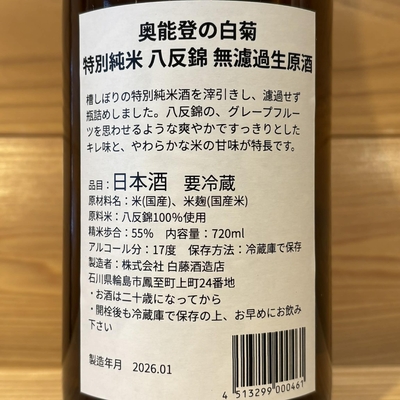 奥能登の白菊
特別純米 八反錦 無濾過生原酒
槽しぼりの特別純米酒を滓引きし、濾過せず
瓶詰めしました。八反錦の、グレープフルー
ツを思わせるような爽やかですっきりとした
キレ味と、やわらかな米の甘味が特長です。
品目：日本酒 要冷蔵
原材料名：米(国産)、米麹(国産米)
原料米：八反錦100％使用
精米歩合：55％ 内容量：720ml
アルコール分：17度 保存方法：冷蔵庫で保存
製造者：株式会社 白藤酒造店
石川県輪島市鳳至町上町24番地
・お酒は二十歳になってから
・開栓後も冷蔵庫で保存の上、お早めにお飲み
下さい
製造年月 2026.01
4 513299 000461